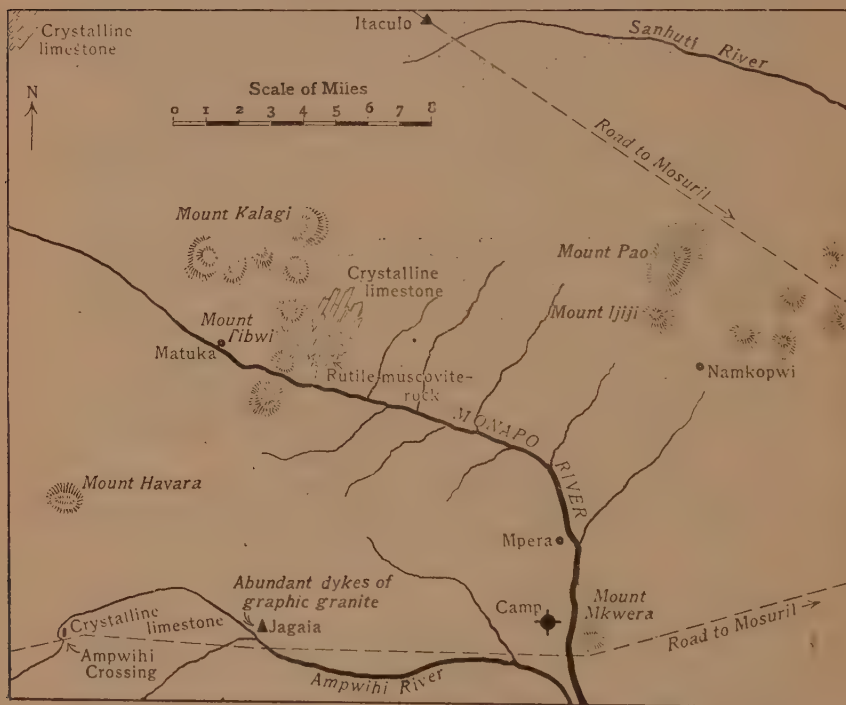 Itaculo
Crystalline
limestone
Sanhuti River
N
Scale of Miles
0 1 2 3 4 5 6 7 8
Road to Mosuril
Mount Kalagi
Mount Pao
Crystalline
limestone
Mount
Tibwi
Mount Ijiji
Matuka
Namkopwi
Rutile-muscovite-
rock
MONAPO RIVER
Mount Havara
Mpera
Abundant dykes of
graphic granite
Mount
Mkwera
Camp
Crystalline limestone
Jagaia
Road to Mosuril
Ampwihi
Crossing
Ampwihi River